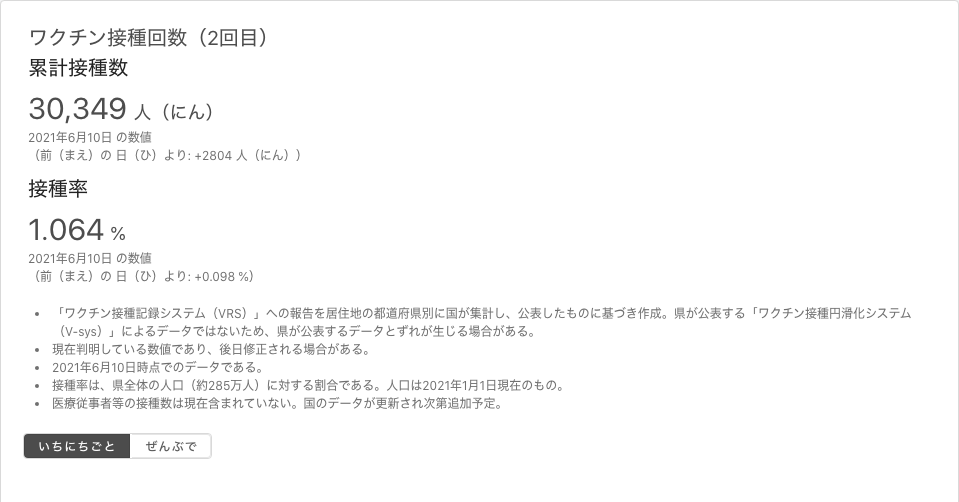 ワクチン接種回数（2回目）
累計接種数
30,349 人（にん）
2021年6月10日 の数値
（前（まえ）の 日（ひ）より: +2804 人（にん））
接種率
1.064 %
2021年6月10日 の数値
（前（まえ）の 日（ひ）より: +0.098 %）
• 「ワクチン接種記録システム（VRS）」への報告を居住地の都道府県別に国が集計し、公表したものに基づき作成。県が公表する「ワクチン接種円滑化システム
（V-sys）」によるデータではないため、県が公表するデータとずれが生じる場合がある。
• 現在判明している数値であり、後日修正される場合がある。
• 2021年6月10日時点でのデータである。
• 接種率は、県全体の人口（約285万人）に対する割合である。人口は2021年1月1日現在のもの。
• 医療従事者等の接種数は現在含まれていない。国のデータが更新され次第追加予定。
いちにちごと ぜんぶで